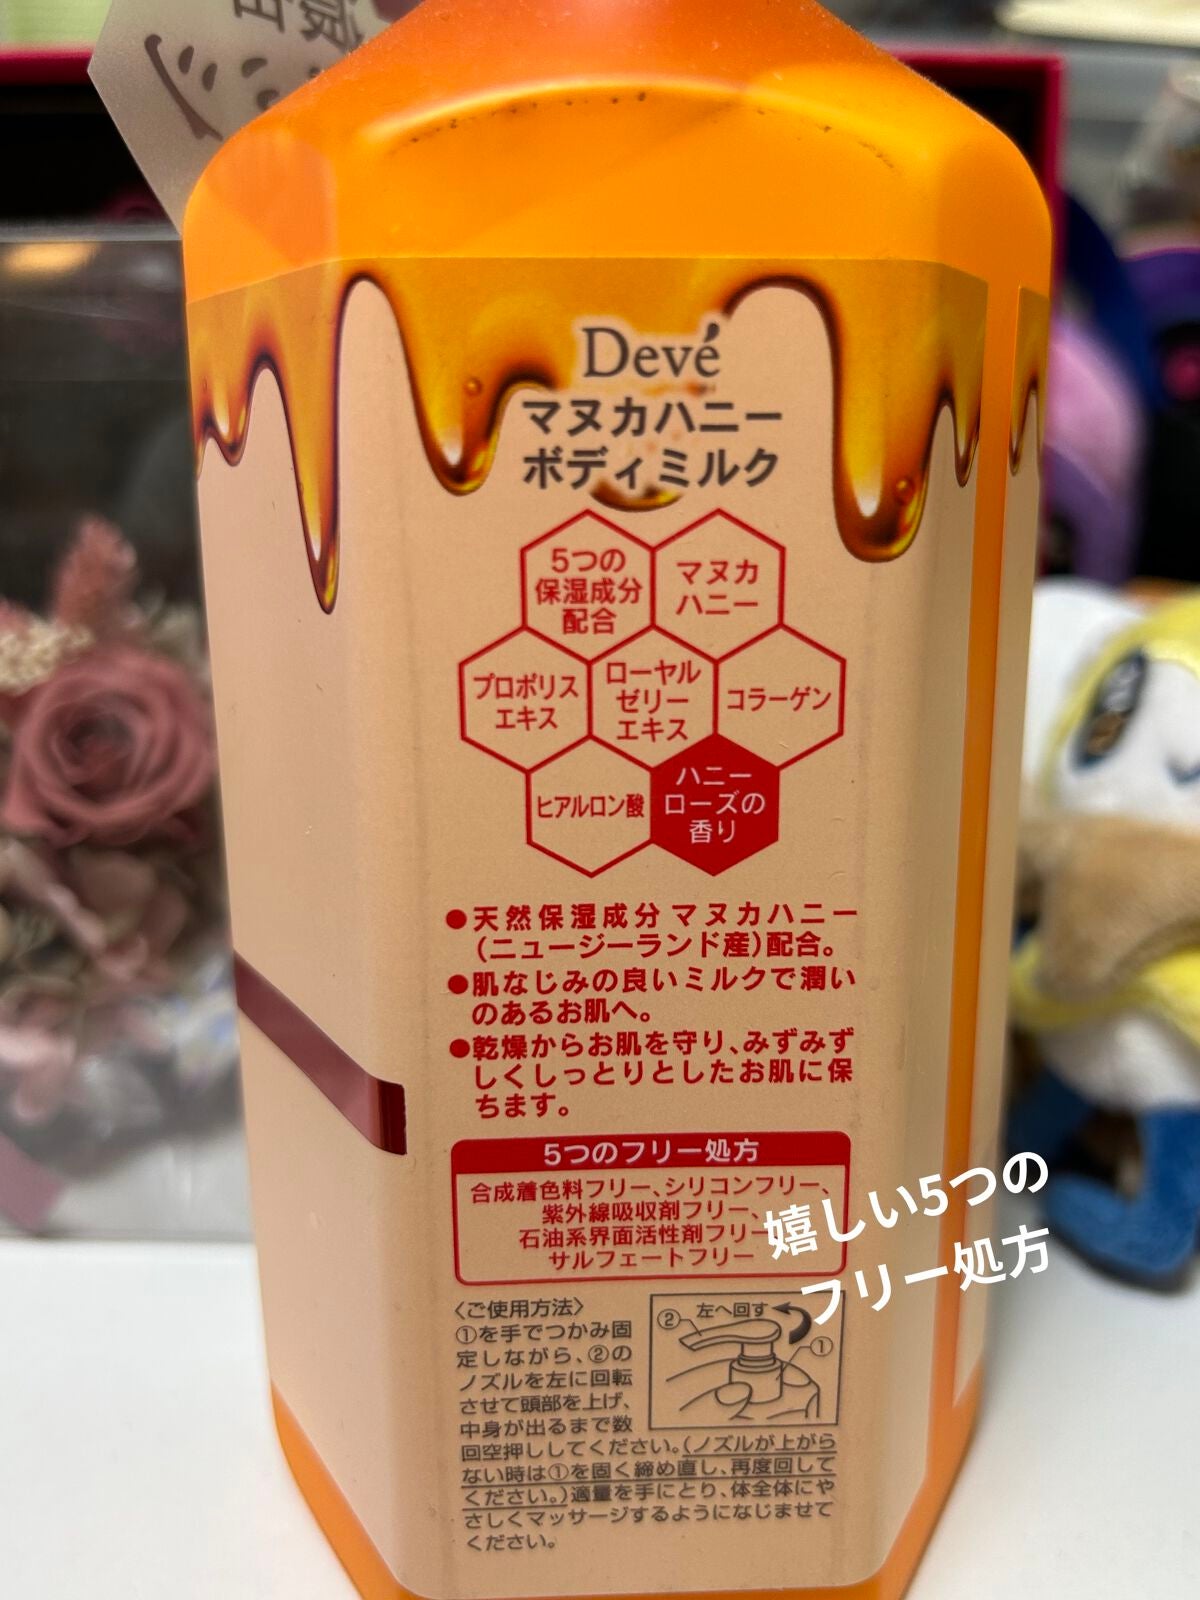 Devé
マヌカハニー
ボディミルク
5つの
保湿成分
配合
マヌカ
ハニー
プロポリス
エキス
ローヤル
ゼリー
エキス
コラーゲン
ヒアルロン酸
ハニー
ローズの
香り
●天然保湿成分マヌカハニー
(ニュージーランド産)配合。
●肌なじみの良いミルクで潤い
のあるお肌へ。
●乾燥からお肌を守り、みずみず
しくしっとりとしたお肌に保
ちます。
5つのフリー処方
合成着色料フリー、シリコンフリー、
紫外線吸収剤フリー、
石油系界面活性剤フリー
サルフェートフリー
嬉しい5つの
フリー処方
〈ご使用方法〉
①を手でつかみ固
定しながら、②の
ノズルを左に回転
させて頭部を上げ、
中身が出るまで数
回空押ししてください。(ノズルが上がら
ない時は①を固く締め直し、再度回して
ください。)適量を手にとり、体全体にや
さしくマッサージするようになじませて
ください。
左へ回す
②
①